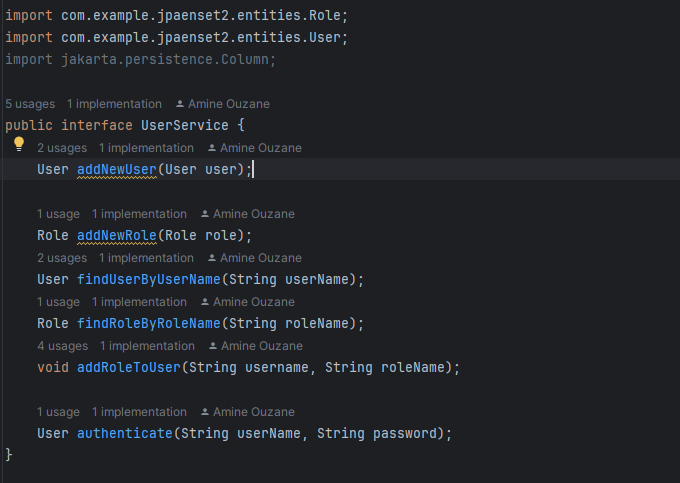 import com.example.jpaenset2.entities.Role;
import com.example.jpaenset2.entities.User;
import jakarta.persistence.Column;
5 usages 1 implementation Amine Ouzane
public interface UserService {
2 usages 1 implementation Amine Ouzane
User addNewUser(User user);
1 usage 1 implementation Amine Ouzane
Role addNewRole(Role role);
2 usages 1 implementation Amine Ouzane
User findUserByUserName(String userName);
1 usage 1 implementation Amine Ouzane
Role findRoleByRoleName(String roleName);
4 usages 1 implementation Amine Ouzane
void addRoleToUser(String username, String roleName);
1 usage 1 implementation Amine Ouzane
User authenticate(String userName, String password);
}